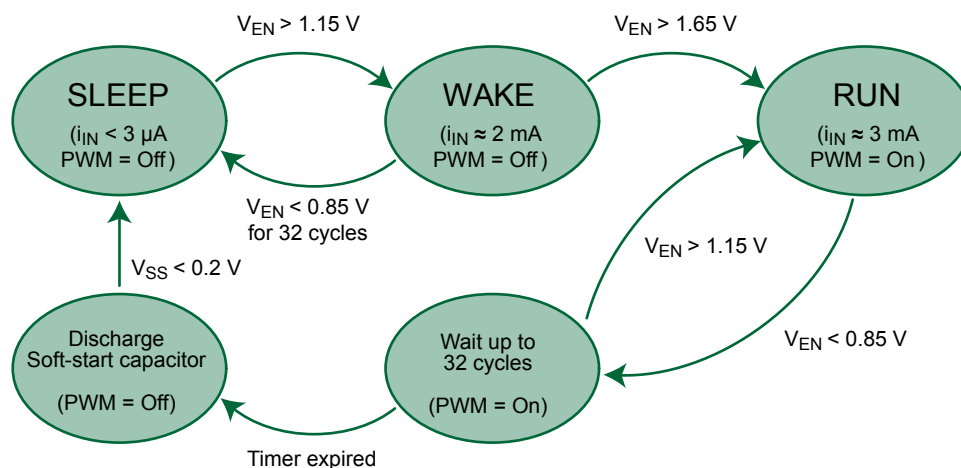 V_EN > 1.15 V
V_EN > 1.65 V
SLEEP
(i_IN < 3 µA
PWM = Off)
WAKE
(i_IN ≈ 2 mA
PWM = Off)
RUN
(i_IN ≈ 3 mA
PWM = On)
V_EN < 0.85 V
for 32 cycles
V_EN > 1.15 V
V_SS < 0.2 V
Discharge
Soft-start capacitor
(PWM = Off)
Wait up to
32 cycles
(PWM = On)
V_EN < 0.85 V
Timer expired